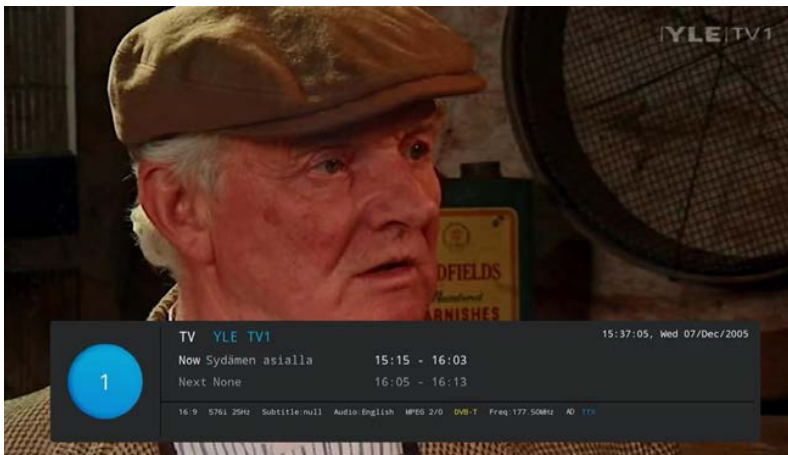 |YLE|TV1
DFIELDS
ARNISHES
TV YLE TV1 15:37:05, Wed 07/Dec/2005
1
Now Sydämen asialla 15:15 - 16:03
Next None 16:05 - 16:13
16:9 576i 25Hz Subtitle:null Audio:English MPEG 2/0 DVB-T Freq:177.50MHz AD TTX